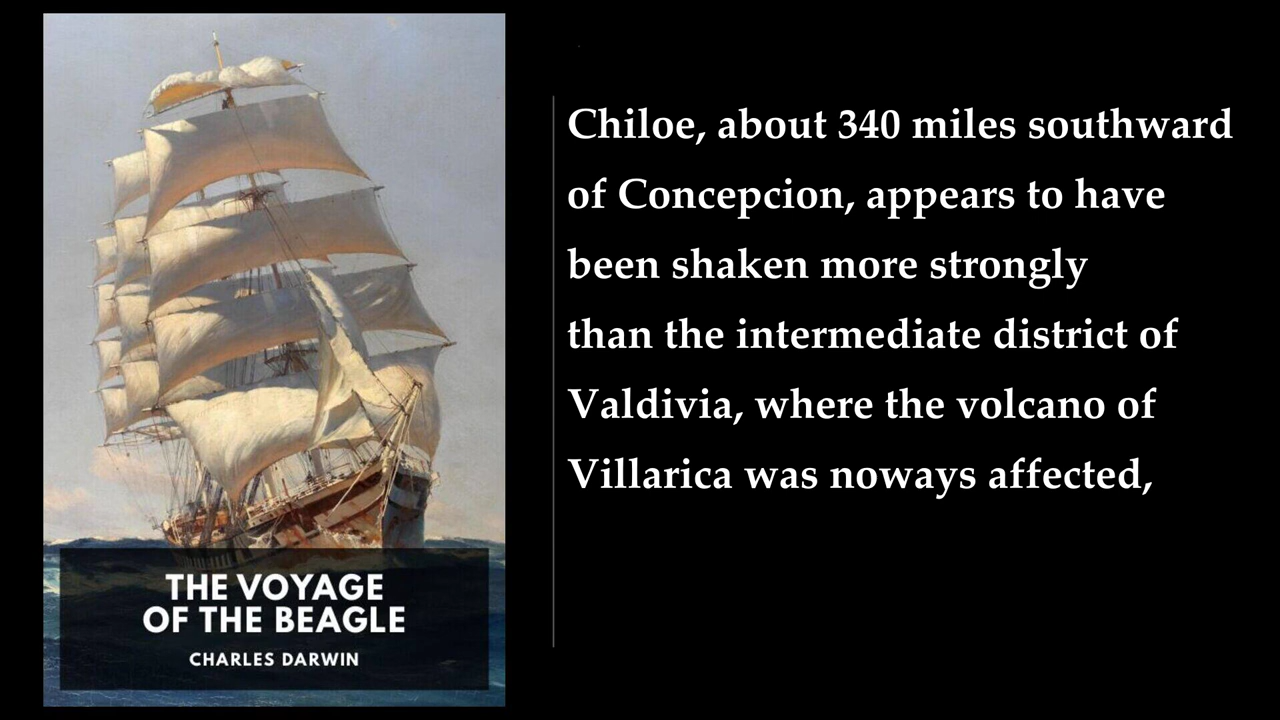 THE VOYAGE
OF THE BEAGLE
CHARLES DARWIN
Chiloe, about 340 miles southward
of Concepcion, appears to have
been shaken more strongly
than the intermediate district of
Valdivia, where the volcano of
Villarica was noways affected,